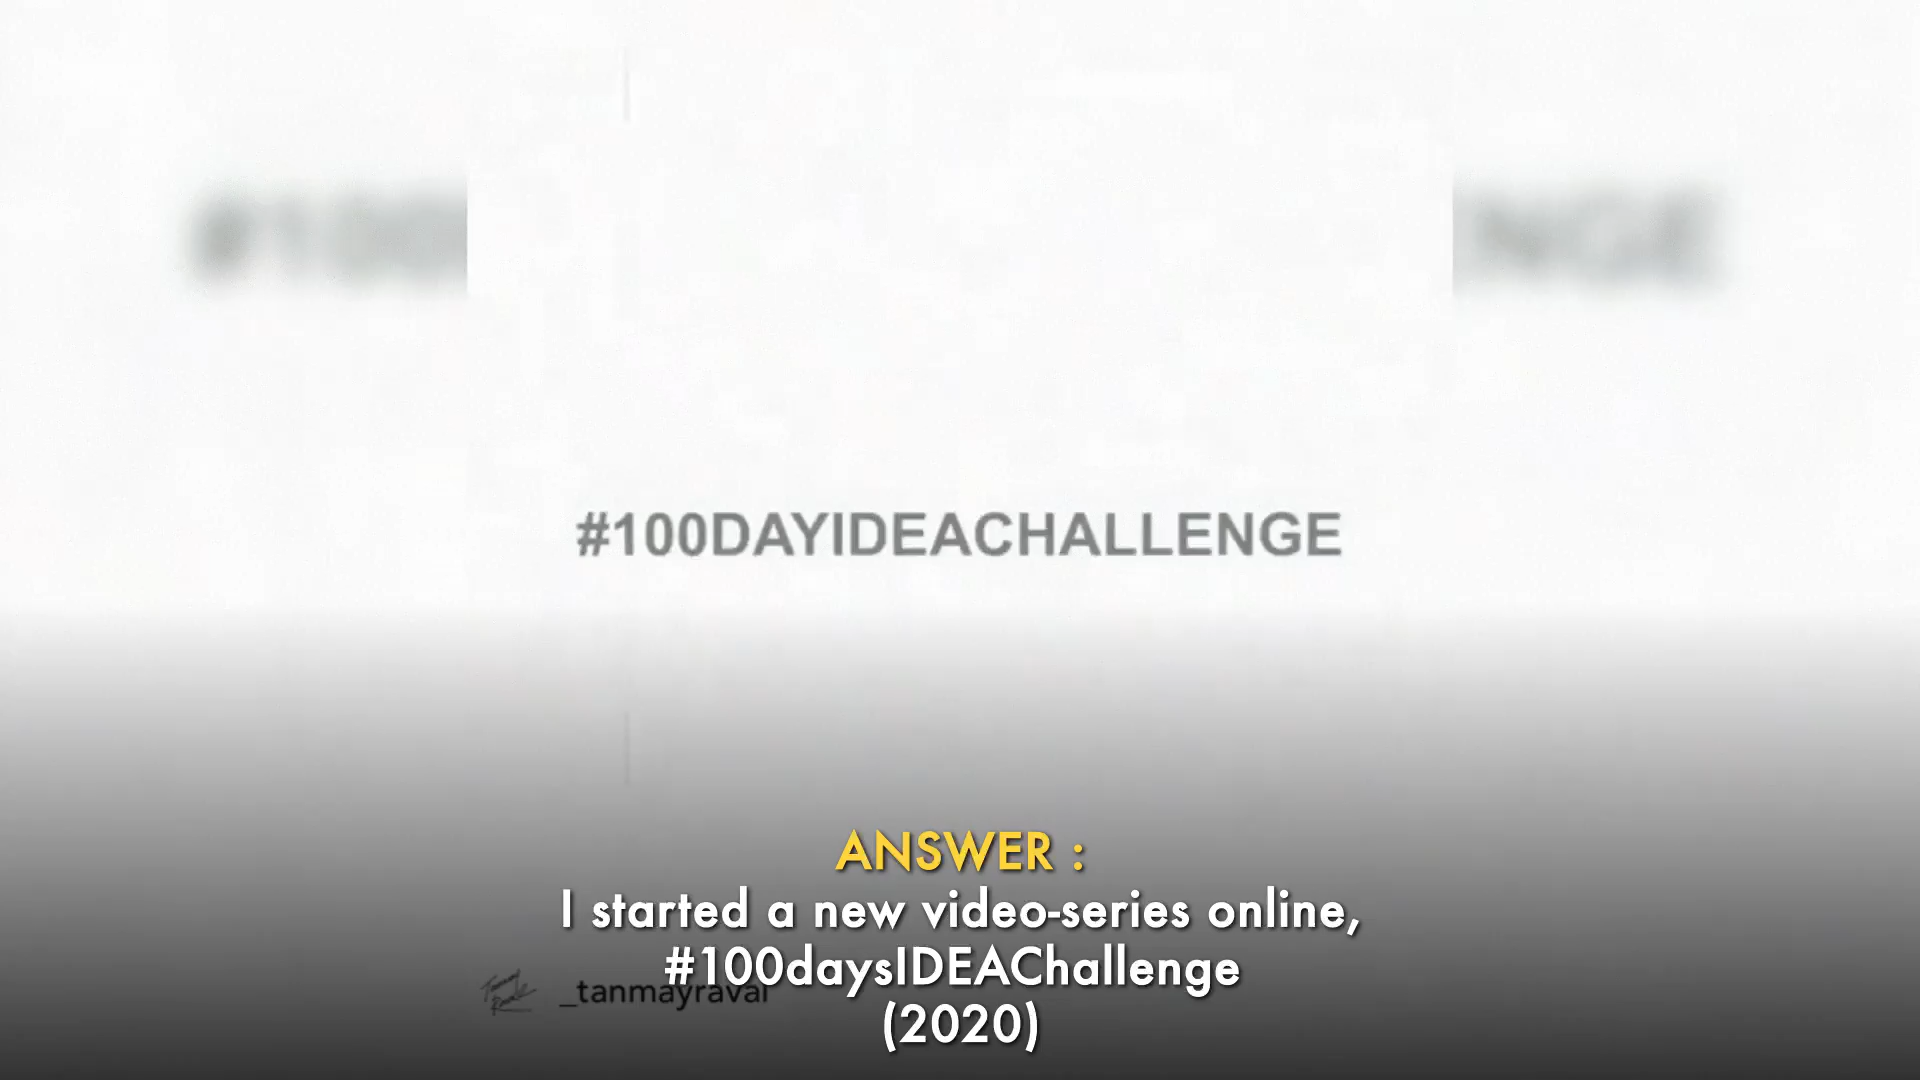 #100DAYIDEACHALLENGE
ANSWER :
I started a new video-series online,
#100daysIDEAChallenge
_tanmayraval
(2020)